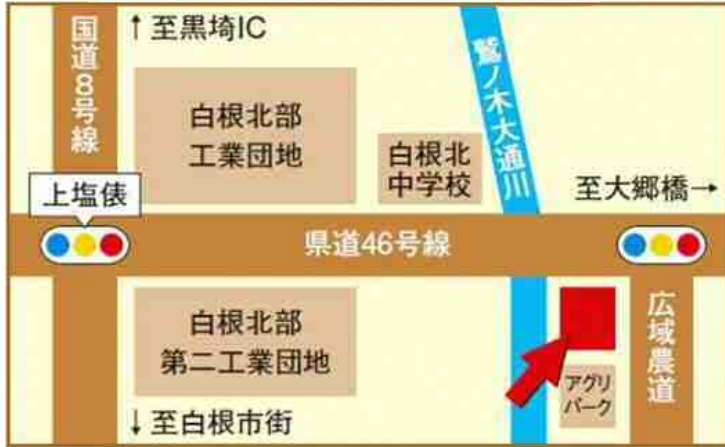 国道8号線
↑至黒埼IC
白根北部
工業団地
白根北
中学校
鷲ノ木大通川
至大郷橋→
上塩俵
県道46号線
白根北部
第二工業団地
アグリ
パーク
広域農道
↓至白根市街